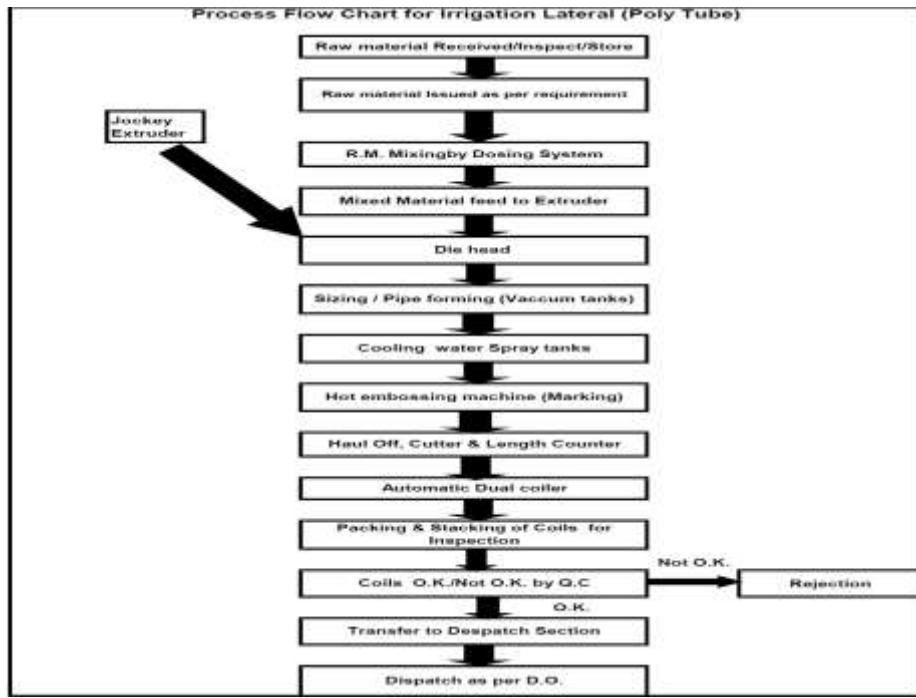 Process Flow Chart for Irrigation Lateral (Poly Tube)
Raw material Received/Inspect/Store
Raw material Issued as per requirement
Jockey
Extruder
R.M. Mixingby Dosing System
Mixed Material feed to Extruder
Die head
Sizing / Pipe forming (Vaccum tanks)
Cooling water Spray tanks
Hot embossing machine (Marking)
Haul Off, Cutter & Length Counter
Automatic Dual coiler
Packing & Stacking of Coils for
Inspection
Coils O.K./Not O.K. by Q.C
Not O.K.
Rejection
O.K.
Transfer to Despatch Section
Dispatch as per D.O.